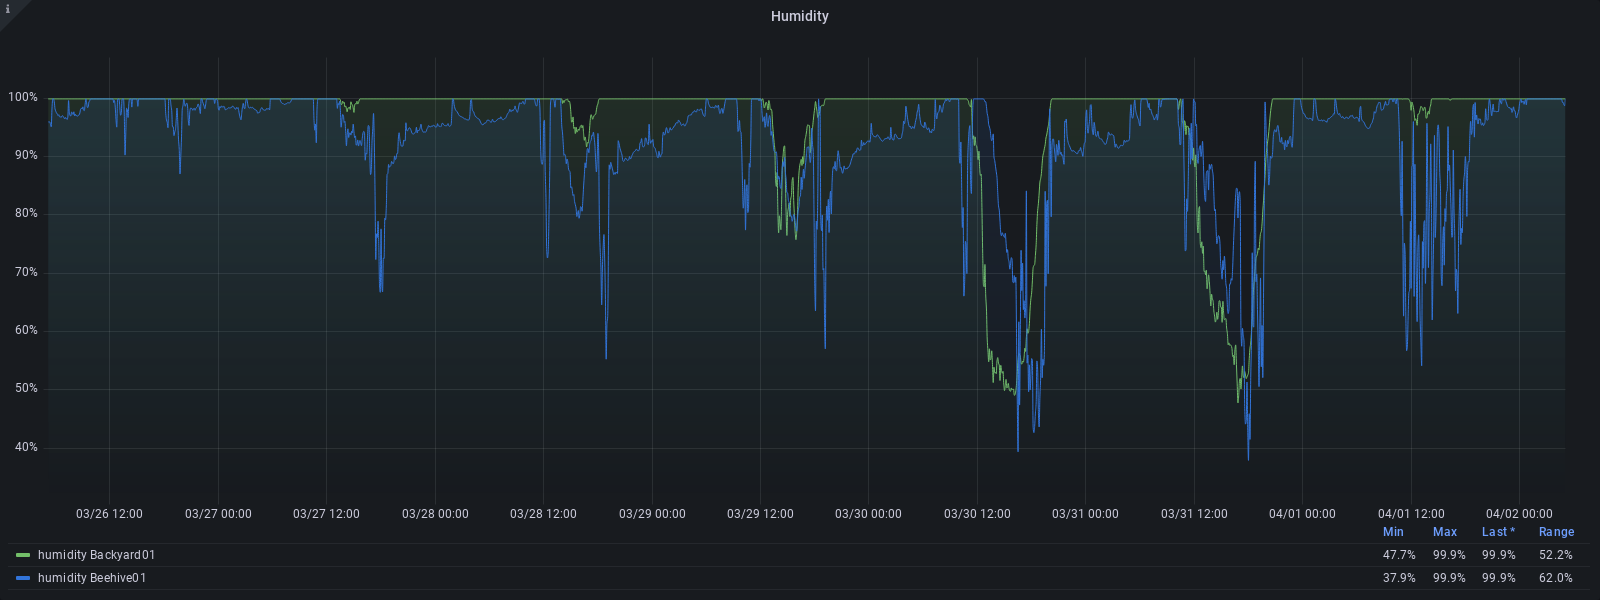 Humidity
100%
90%
80%
70%
60%
50%
40%
03/26 12:00 03/27 00:00 03/27 12:00 03/28 00:00 03/28 12:00 03/29 00:00 03/29 12:00 03/30 00:00 03/30 12:00 03/31 00:00 03/31 12:00 04/01 00:00 04/01 12:00 04/02 00:00
Min Max Last * Range
humidity Backyard01 47.7% 99.9% 99.9% 52.2%
humidity Beehive01 37.9% 99.9% 99.9% 62.0%